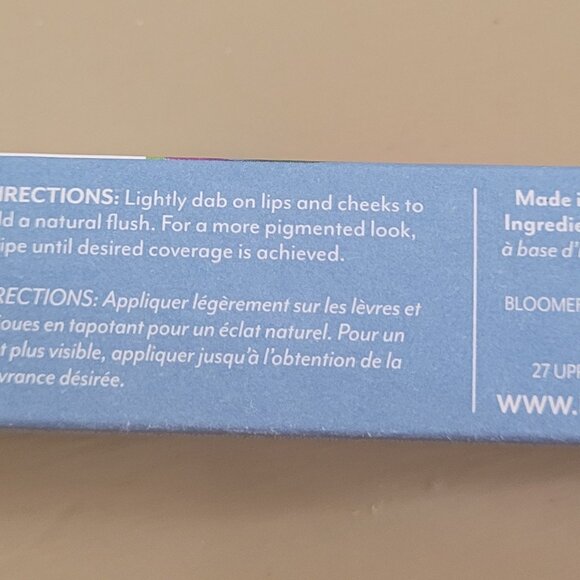 IRECTIONS: Lightly dab on lips and cheeks to
ld a natural flush. For a more pigmented look,
ipe until desired coverage is achieved.
RECTIONS: Appliquer légèrement sur les lèvres et
oues en tapotant pour un éclat naturel. Pour un
t plus visible, appliquer jusqu'à l'obtention de la
vrance désirée.
Made i
Ingredie
à base d'
BLOOME
27 UP
WWW.